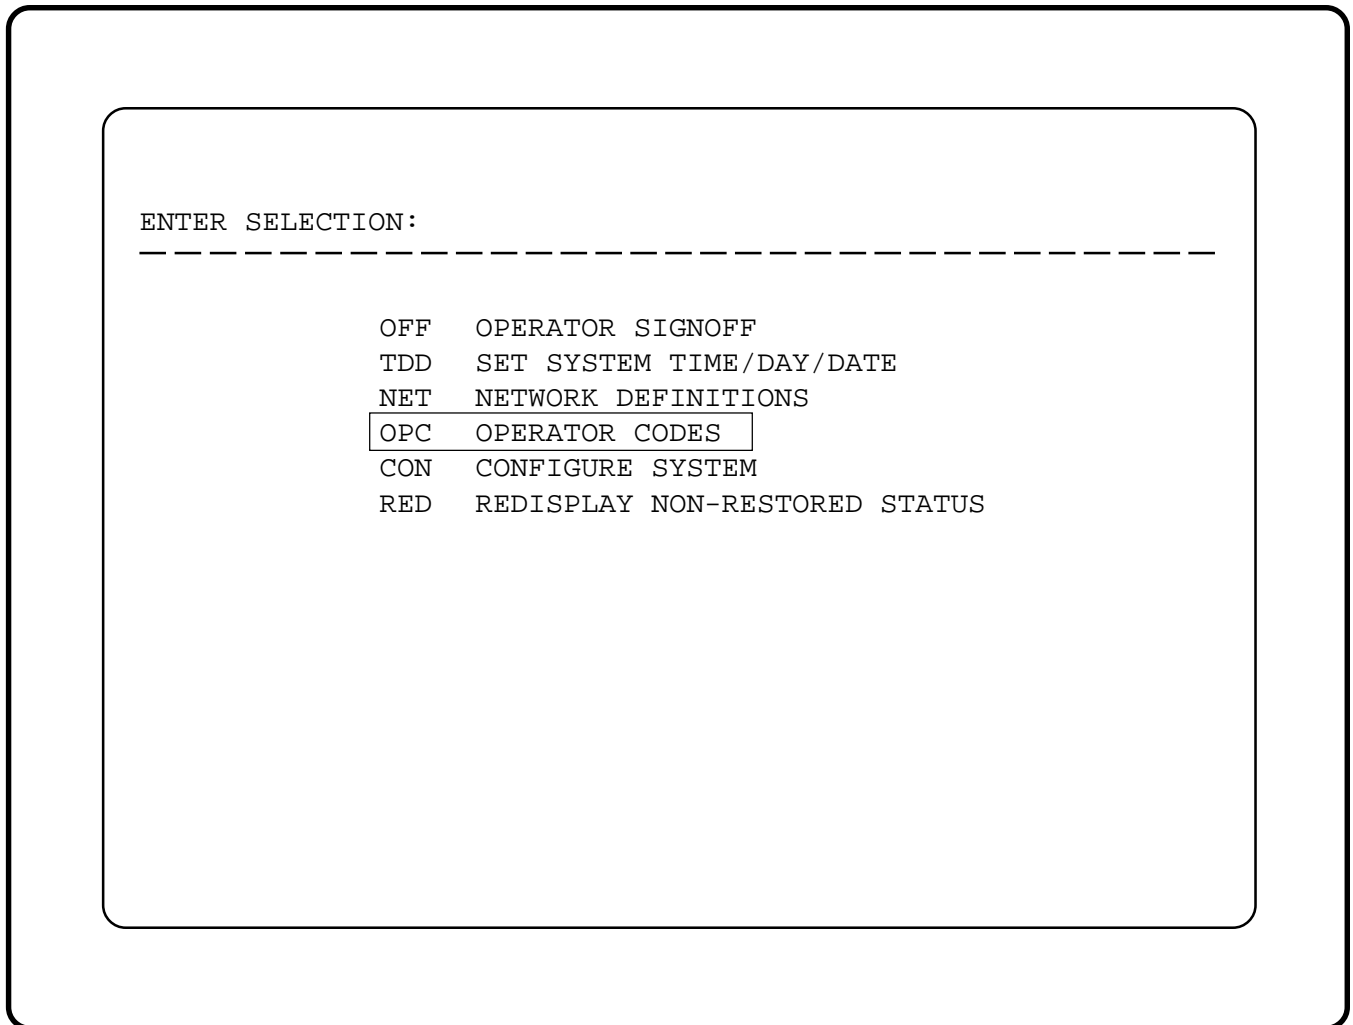 ENTER SELECTION:
OFF OPERATOR SIGNOFF
TDD SET SYSTEM TIME/DAY/DATE
NET NETWORK DEFINITIONS
OPC OPERATOR CODES
CON CONFIGURE SYSTEM
RED REDISPLAY NON-RESTORED STATUS